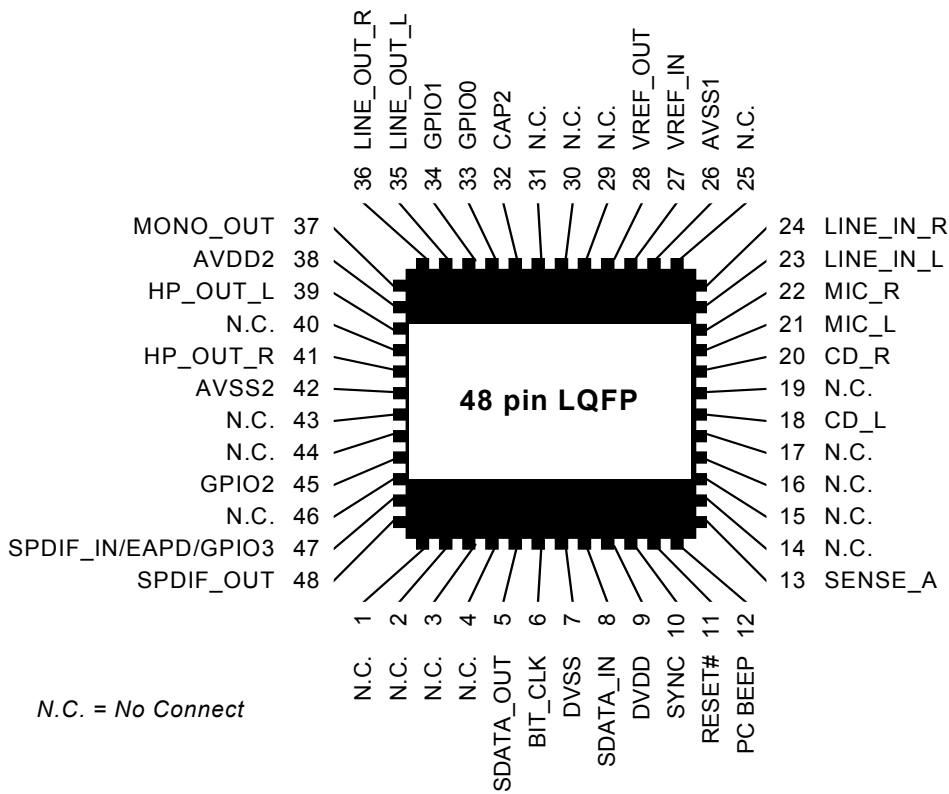 36 LINE_OUT_R
35 LINE_OUT_L
34 GPIO1
33 GPIO0
32 CAP2
31 N.C.
30 N.C.
29 N.C.
28 VREF_OUT
27 VREF_IN
26 AVSS1
25 N.C.
MONO_OUT 37
AVDD2 38
HP_OUT_L 39
N.C. 40
HP_OUT_R 41
AVSS2 42
N.C. 43
N.C. 44
GPIO2 45
N.C. 46
SPDIF_IN/EAPD/GPIO3 47
SPDIF_OUT 48
48 pin LQFP
24 LINE_IN_R
23 LINE_IN_L
22 MIC_R
21 MIC_L
20 CD_R
19 N.C.
18 CD_L
17 N.C.
16 N.C.
15 N.C.
14 N.C.
13 SENSE_A
N.C. 1
N.C. 2
N.C. 3
N.C. 4
SDATA_OUT 5
BIT_CLK 6
DVSS 7
SDATA_IN 8
DVDD 9
SYNC 10
RESET# 11
PC BEEP 12
N.C. = No Connect